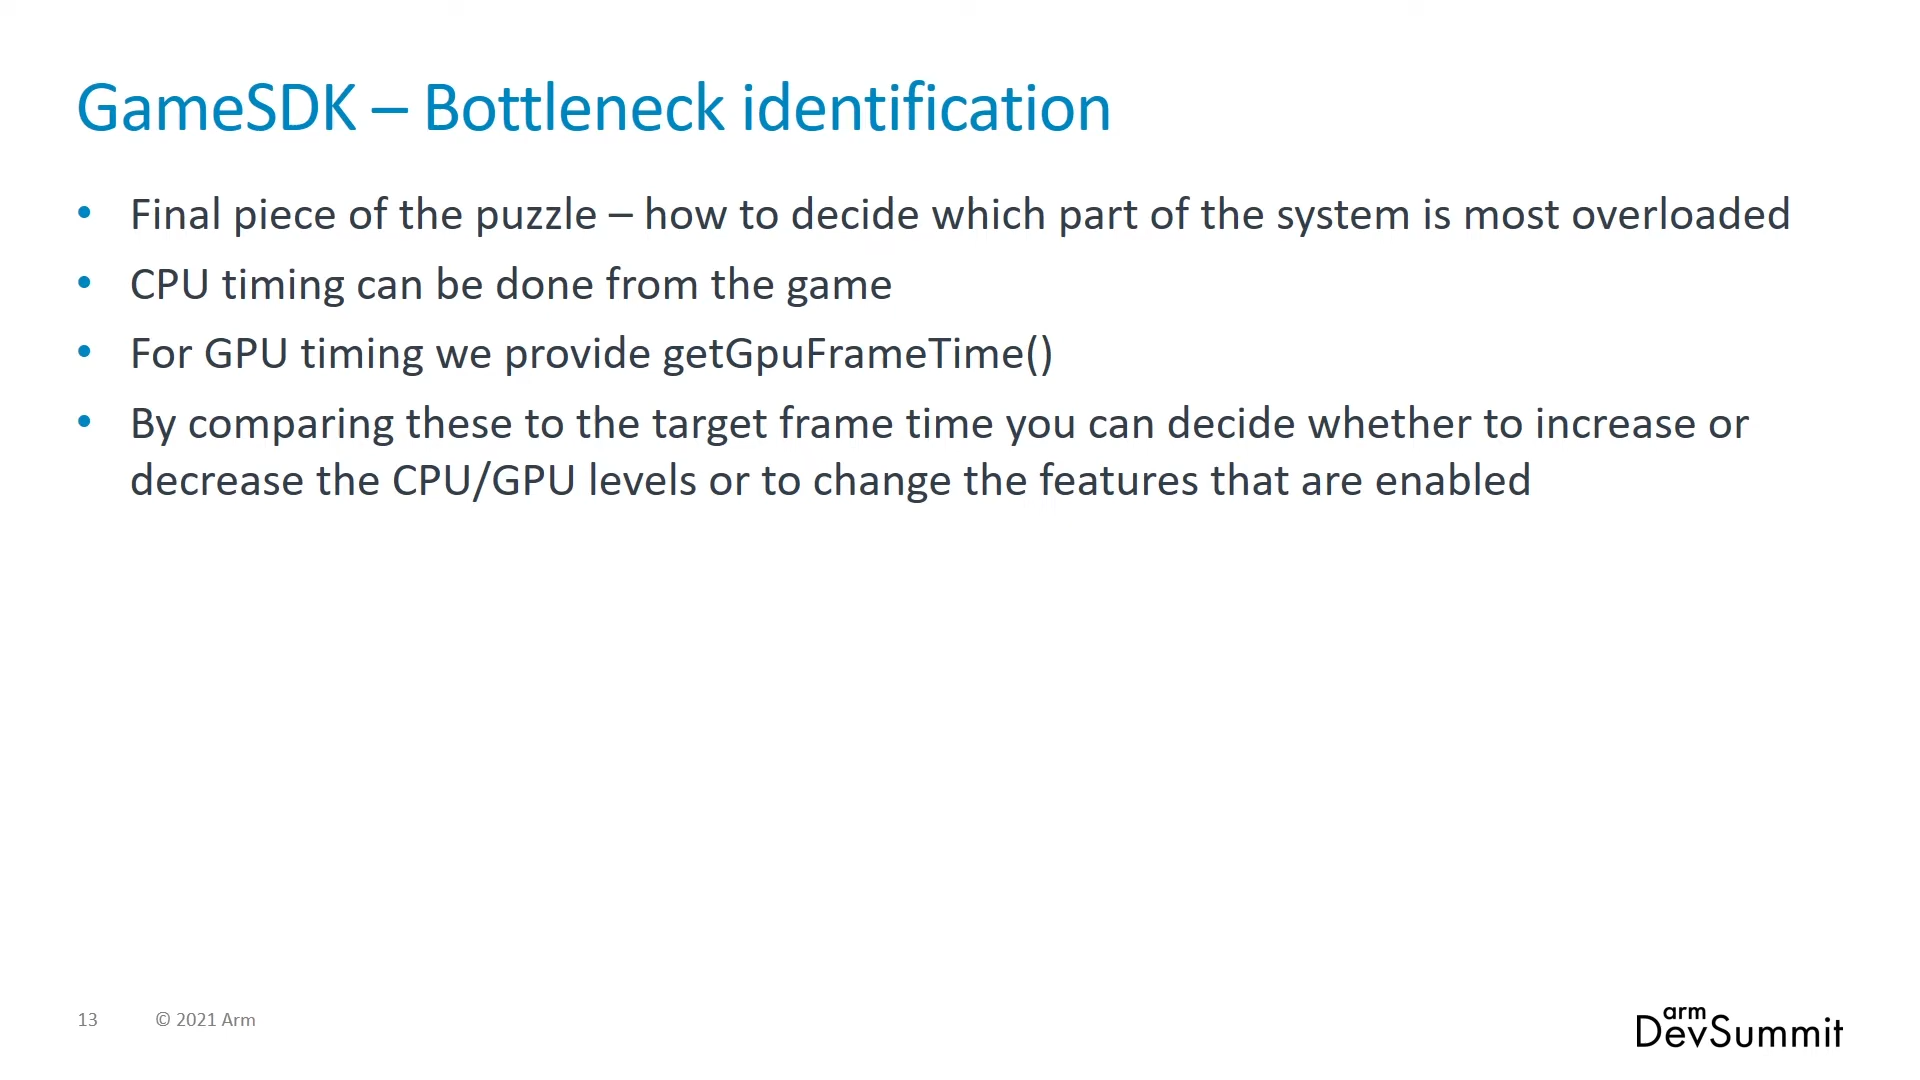 GameSDK – Bottleneck identification
• Final piece of the puzzle – how to decide which part of the system is most overloaded
• CPU timing can be done from the game
• For GPU timing we provide getGpuFrameTime()
• By comparing these to the target frame time you can decide whether to increase or
decrease the CPU/GPU levels or to change the features that are enabled
13 © 2021 Arm
arm
DevSummit